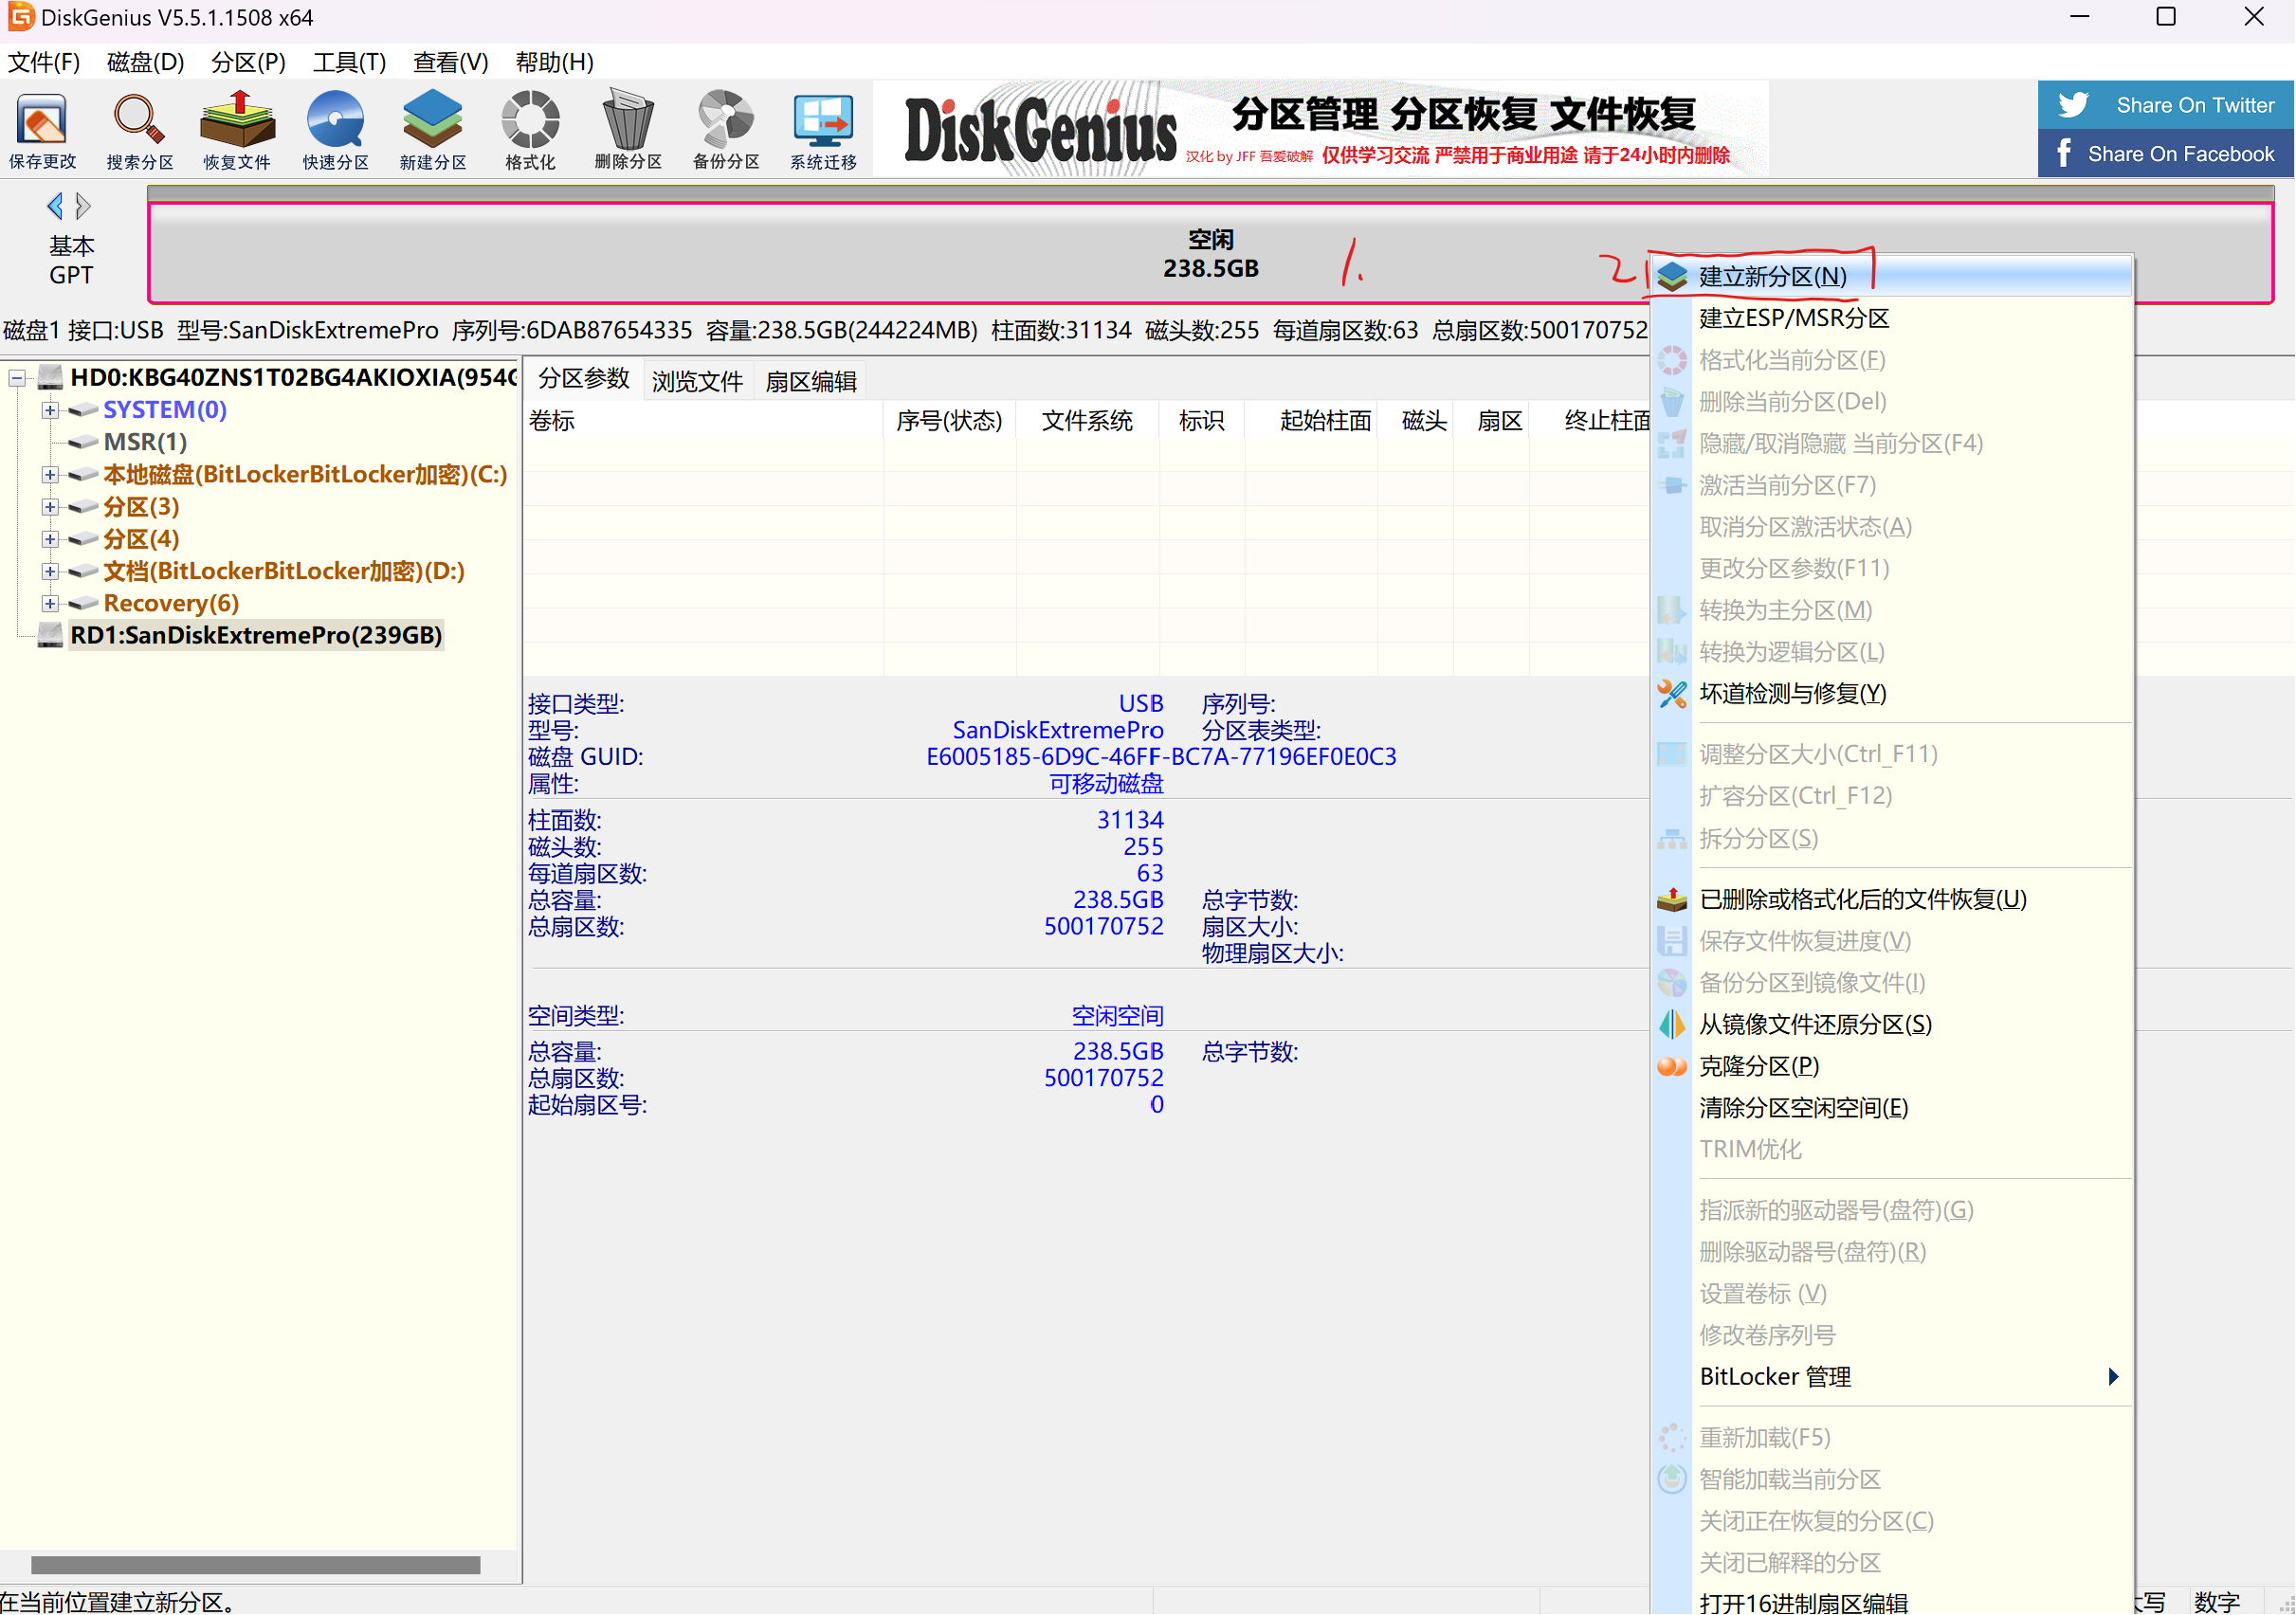 DiskGenius V5.5.1.1508 x64
文件(F) 磁盘(D) 分区(P) 工具(T) 查看(V) 帮助(H)
保存更改 搜索分区 恢复文件 快速分区 新建分区 格式化 删除分区 备份分区 系统迁移
DiskGenius 分区管理 分区恢复 文件恢复
汉化 by JFF 吾爱破解 仅供学习交流 严禁用于商业用途 请于24小时内删除
Share On Twitter
Share On Facebook
基本
GPT
空闲
238.5GB
1.
2
磁盘1 接口:USB 型号:SanDiskExtremePro 序列号:6DAB87654335 容量:238.5GB(244224MB) 柱面数:31134 磁头数:255 每道扇区数:63 总扇区数:500170752
HD0:KBG40ZNS1T02BG4AKIOXIA(954G
SYSTEM(0)
MSR(1)
本地磁盘(BitLockerBitLocker加密)(C:)
分区(3)
分区(4)
文档(BitLockerBitLocker加密)(D:)
Recovery(6)
RD1:SanDiskExtremePro(239GB)
分区参数 浏览文件 扇区编辑
卷标 序号(状态) 文件系统 标识 起始柱面 磁头 扇区 终止柱面
接口类型: USB 序列号:
型号: SanDiskExtremePro 分区表类型:
磁盘 GUID: E6005185-6D9C-46FF-BC7A-77196EF0E0C3
属性: 可移动磁盘
柱面数: 31134
磁头数: 255
每道扇区数: 63
总容量: 238.5GB 总字节数:
总扇区数: 500170752 扇区大小:
物理扇区大小:
空间类型: 空闲空间
总容量: 238.5GB 总字节数:
总扇区数: 500170752
起始扇区号: 0
建立新分区(N)
建立ESP/MSR分区
格式化当前分区(F)
删除当前分区(Del)
隐藏/取消隐藏 当前分区(F4)
激活当前分区(F7)
取消分区激活状态(A)
更改分区参数(F11)
转换为主分区(M)
转换为逻辑分区(L)
坏道检测与修复(Y)
调整分区大小(Ctrl_F11)
扩容分区(Ctrl_F12)
拆分分区(S)
已删除或格式化后的文件恢复(U)
保存文件恢复进度(V)
备份分区到镜像文件(I)
从镜像文件还原分区(S)
克隆分区(P)
清除分区空闲空间(E)
TRIM优化
指派新的驱动器号(盘符)(G)
删除驱动器号(盘符)(R)
设置卷标 (V)
修改卷序列号
BitLocker 管理
重新加载(F5)
智能加载当前分区
关闭正在恢复的分区(C)
关闭已解释的分区
打开16进制扇区编辑
在当前位置建立新分区。 写 数字